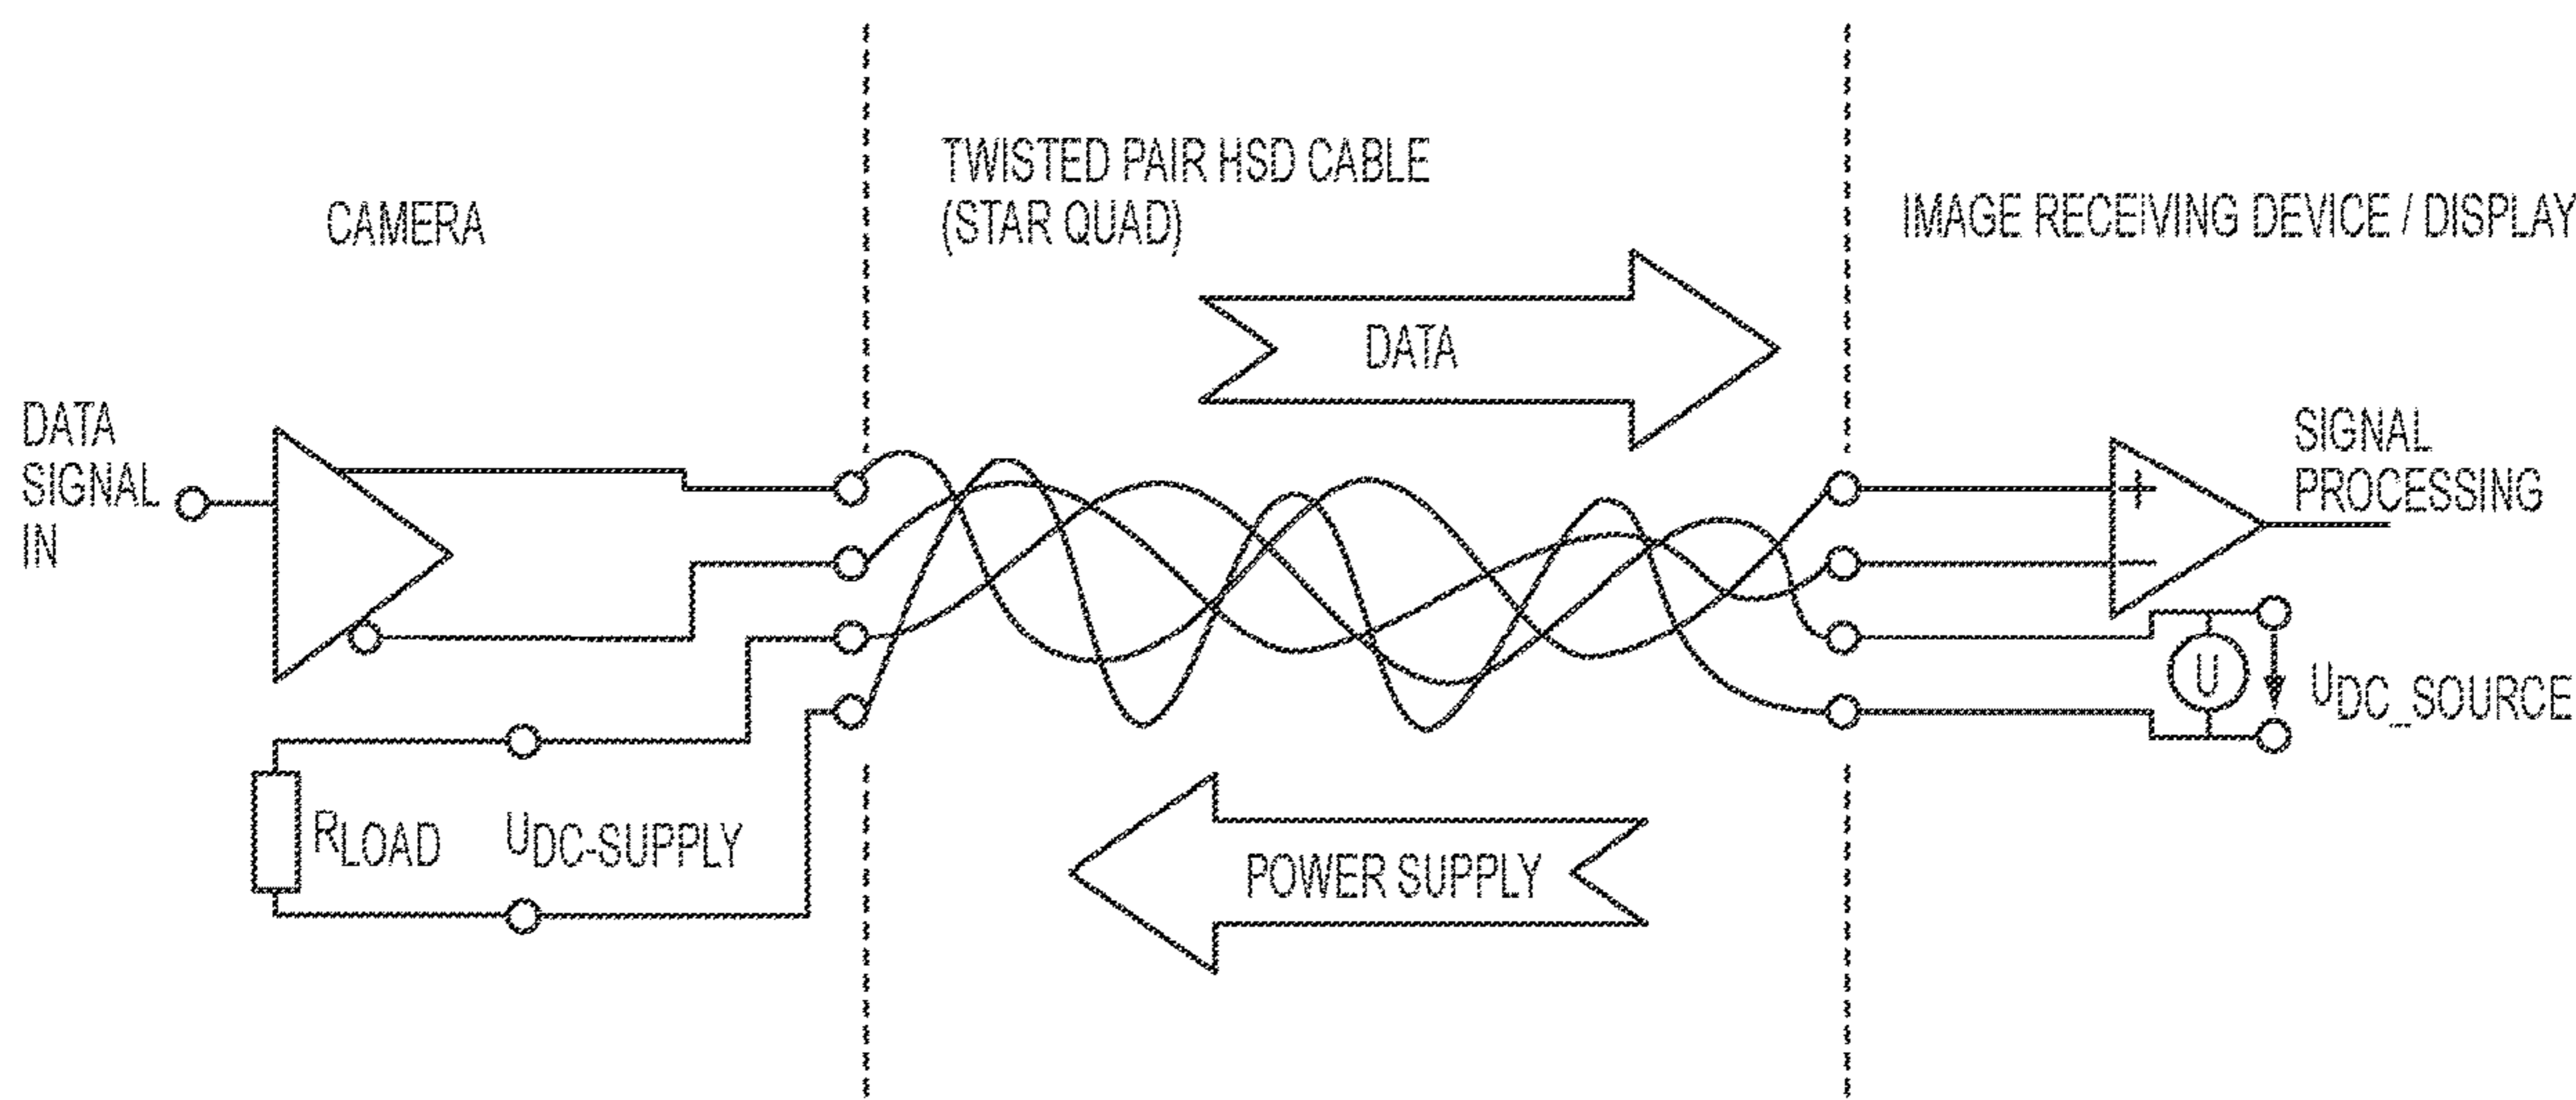 CAMERA
TWISTED PAIR HSD CABLE
(STAR QUAD)
IMAGE RECEIVING DEVICE / DISPLAY
DATA
DATA
SIGNAL
IN
SIGNAL
PROCESSING
+
−
U
UDC_SOURCE
RLOAD
UDC-SUPPLY
POWER SUPPLY